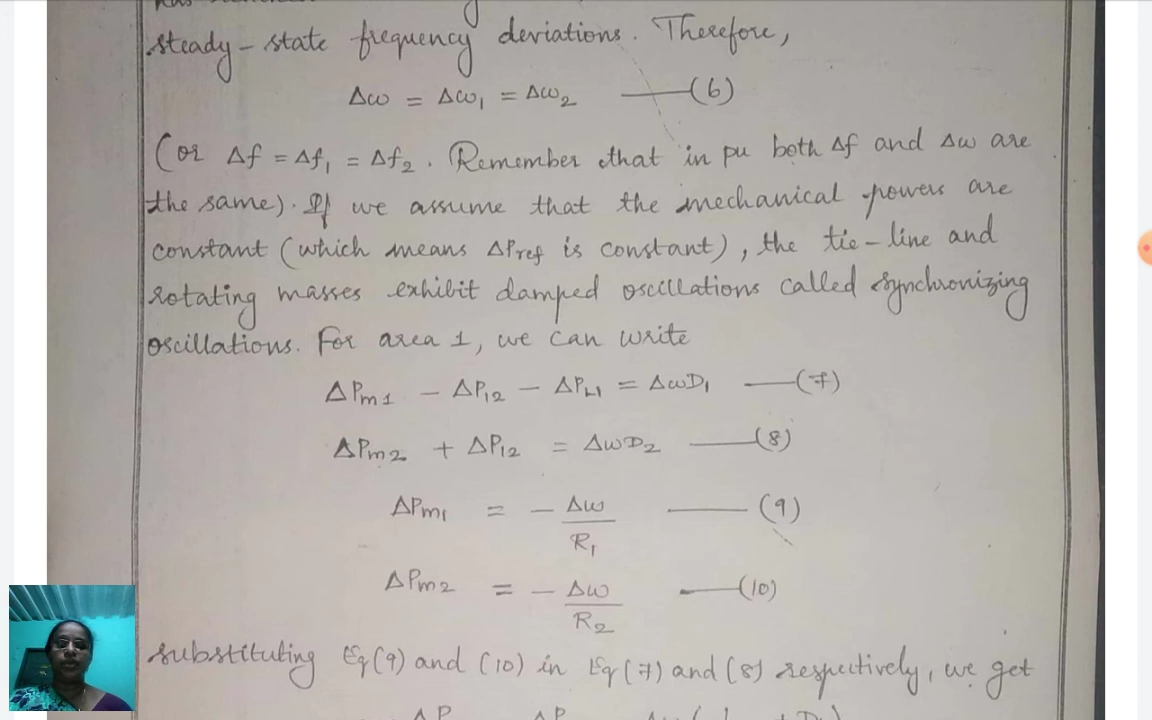 steady-state frequency deviations. Therefore,
Δω = Δω₁ = Δω₂ ——(6)
(or Δf = Δf₁ = Δf₂. Remember that in pu both Δf and Δω are
the same). If we assume that the mechanical powers are
constant (which means ΔPref is constant), the tie-line and
rotating masses exhibit damped oscillations called synchronizing
oscillations. For area 1, we can write
ΔPm1 - ΔP12 - ΔPL1 = ΔωD₁ ——(7)
ΔPm2 + ΔP12 = ΔωD₂ ——(8)
ΔPm1 = - Δω/R₁ ——(9)
ΔPm2 = - Δω/R₂ ——(10)
substituting Eq(9) and (10) in Eq(7) and (8) respectively, we get